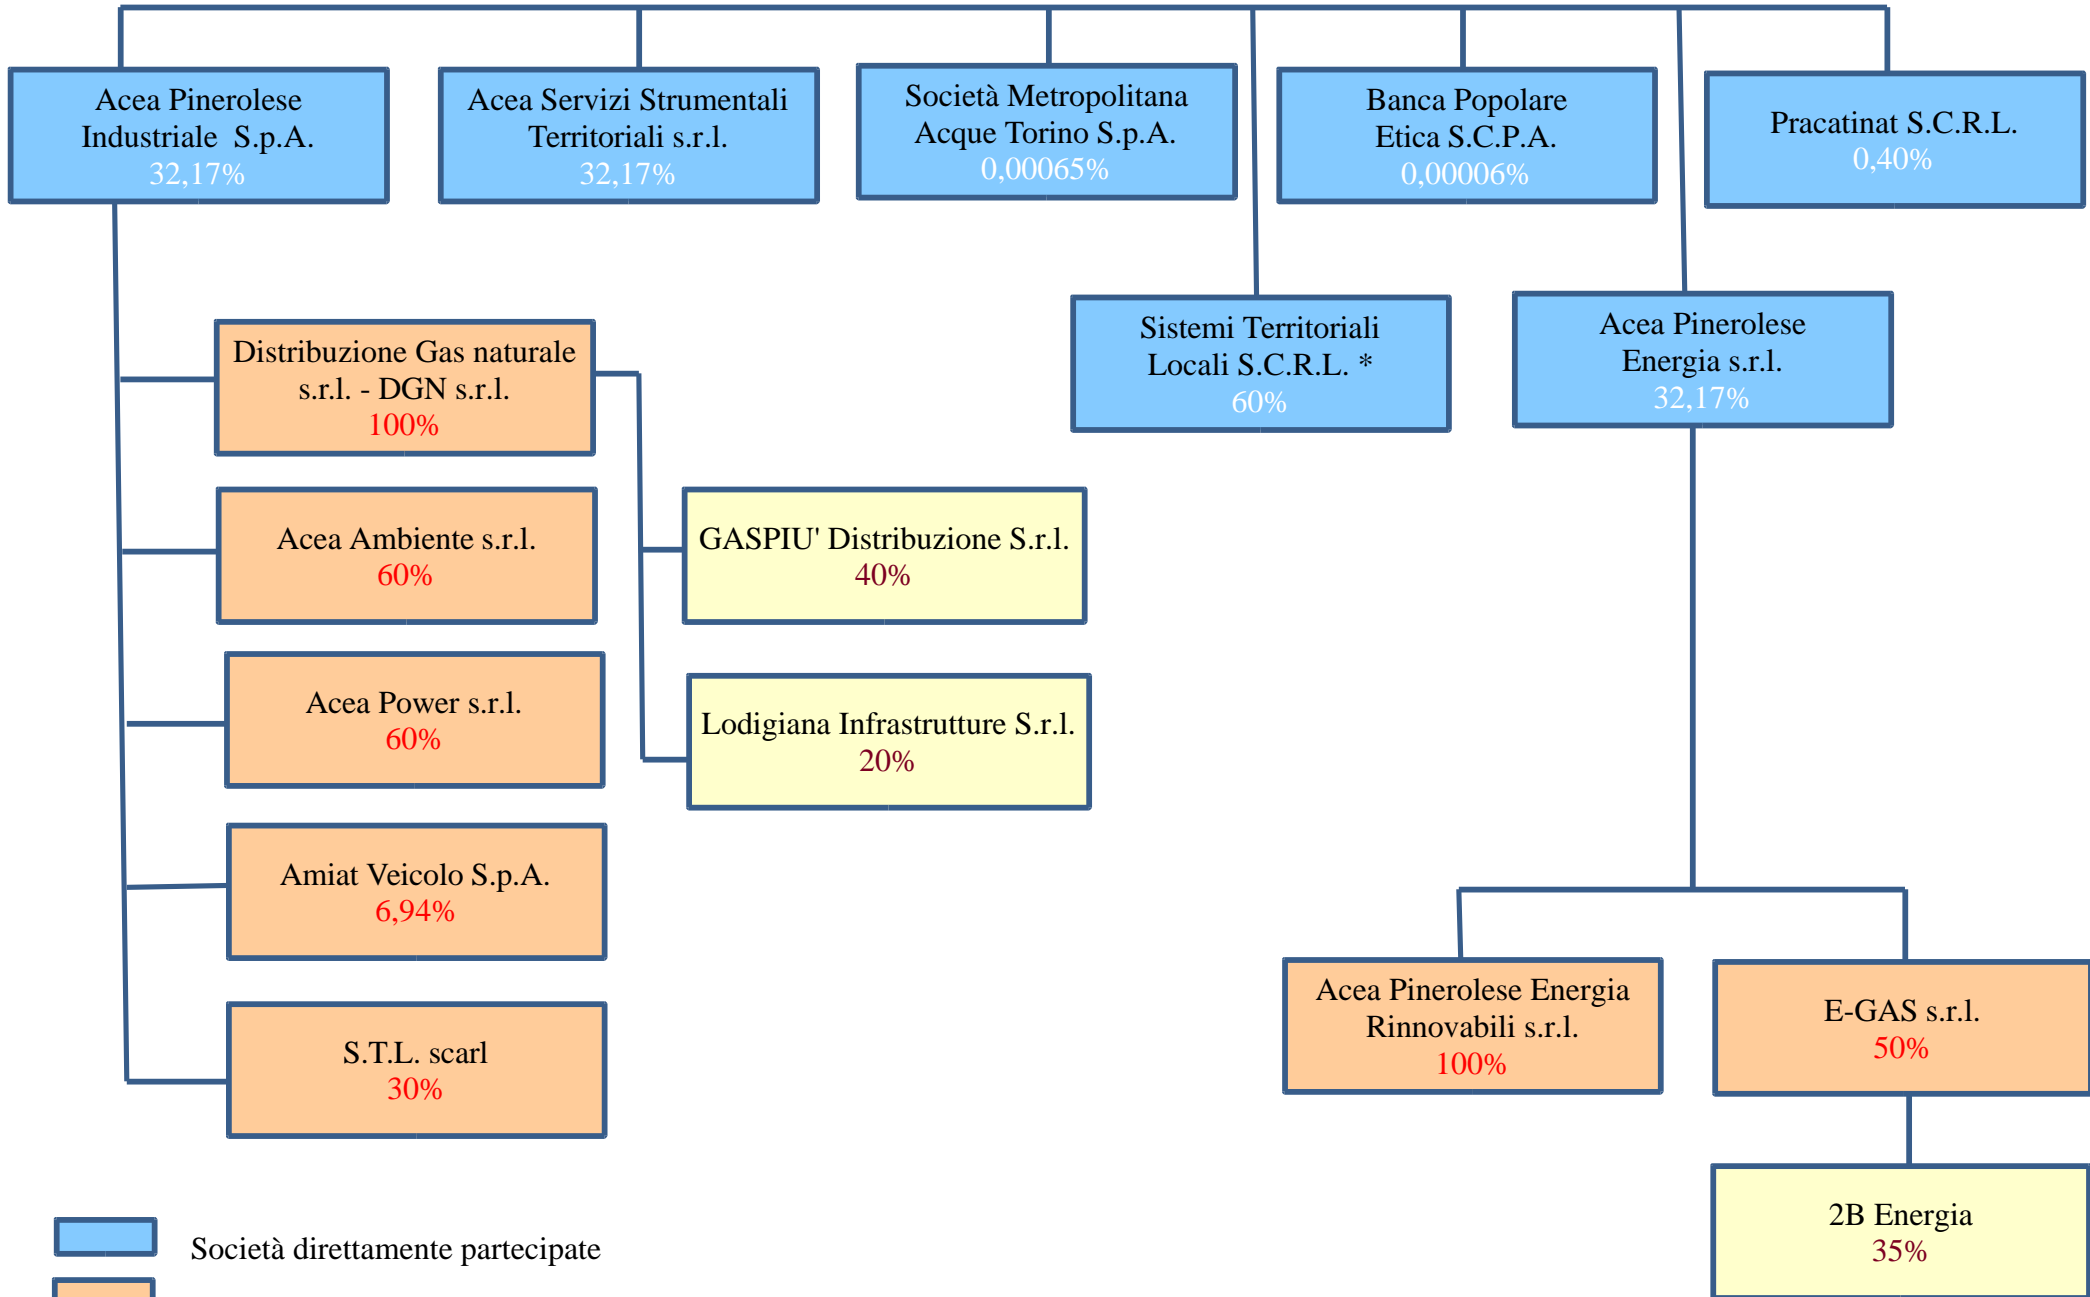 Acea Pinerolese
Industriale S.p.A.
32,17%
Acea Servizi Strumentali
Territoriali s.r.l.
32,17%
Società Metropolitana
Acque Torino S.p.A.
0,00065%
Banca Popolare
Etica S.C.P.A.
0,00006%
Pracatinat S.C.R.L.
0,40%
Sistemi Territoriali
Locali S.C.R.L. *
60%
Acea Pinerolese
Energia s.r.l.
32,17%
Distribuzione Gas naturale
s.r.l. - DGN s.r.l.
100%
Acea Ambiente s.r.l.
60%
GASPIU' Distribuzione S.r.l.
40%
Acea Power s.r.l.
60%
Lodigiana Infrastrutture S.r.l.
20%
Amiat Veicolo S.p.A.
6,94%
S.T.L. scarl
30%
Acea Pinerolese Energia
Rinnovabili s.r.l.
100%
E-GAS s.r.l.
50%
2B Energia
35%
Società direttamente partecipate